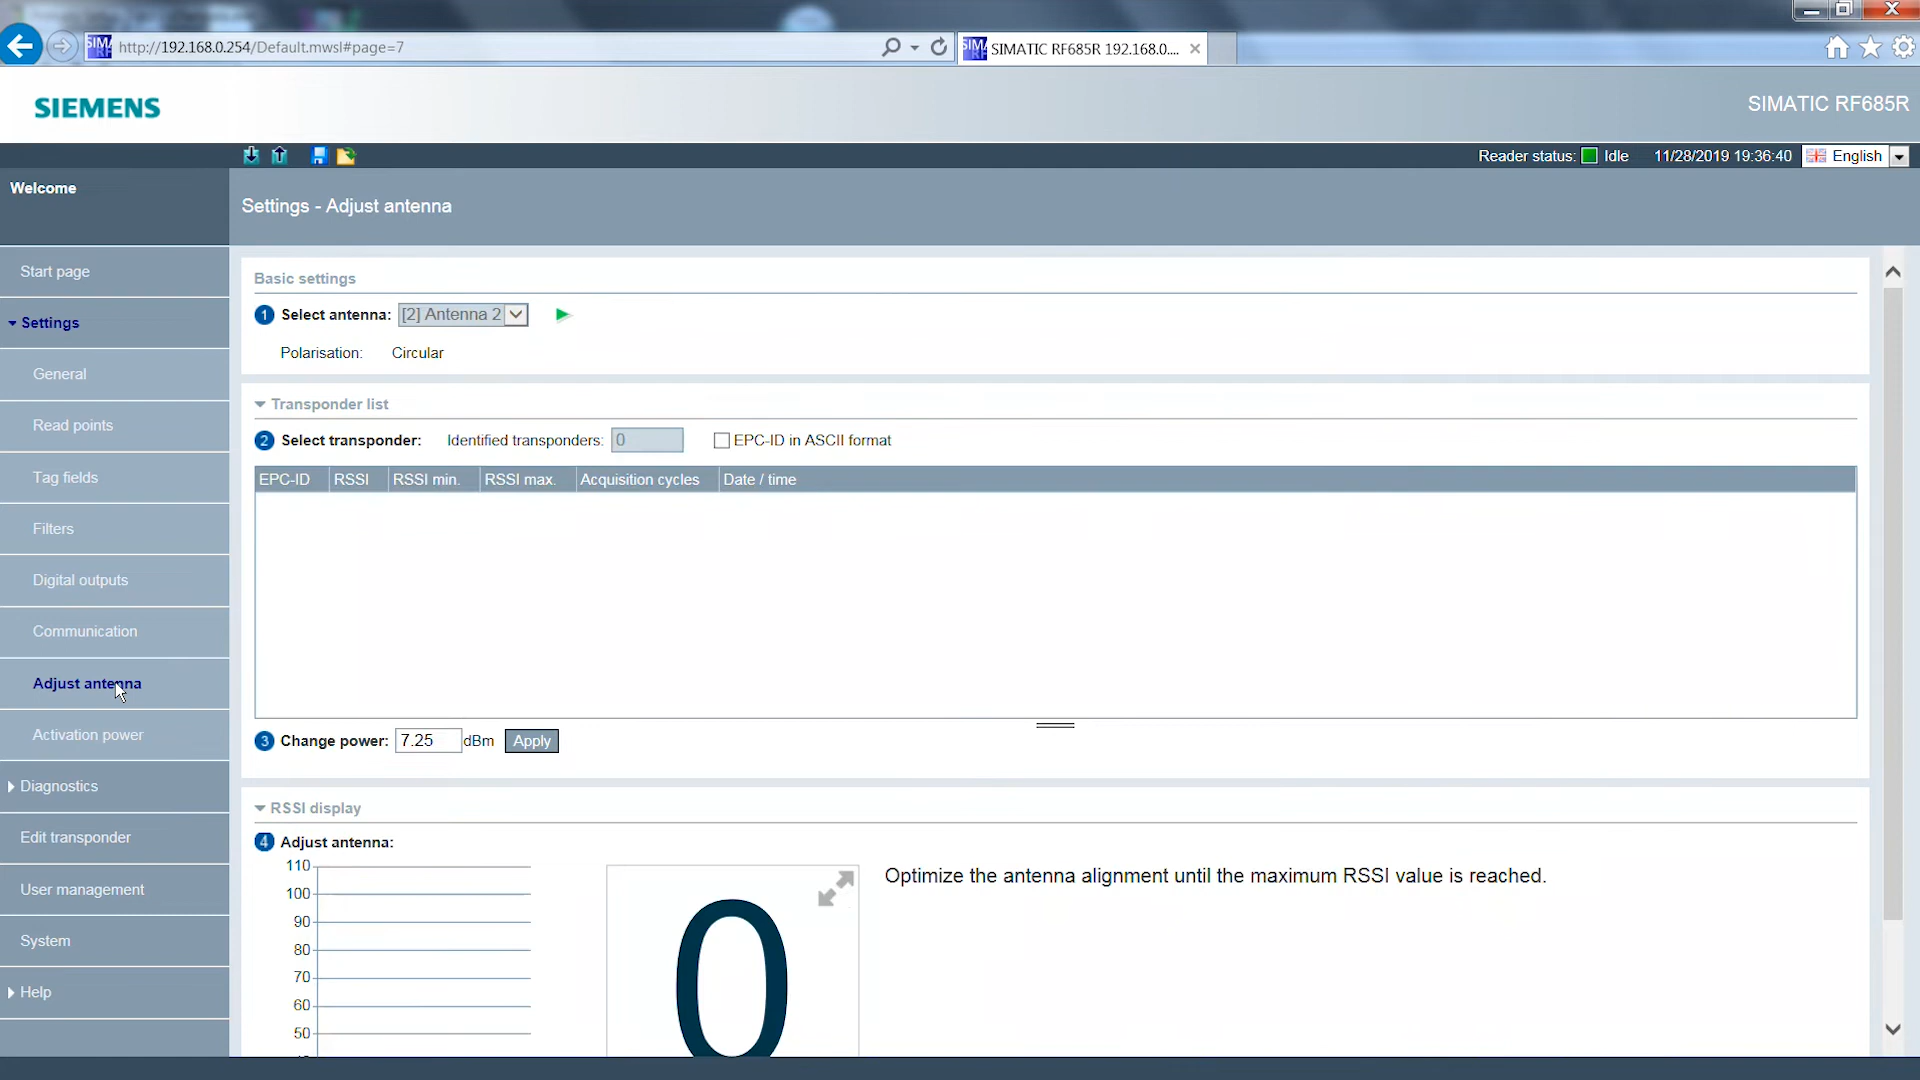 http://192.168.0.254/Default.mwsl#page=7
SIMATIC RF685R 192.168.0....
SIEMENS
SIMATIC RF685R
Reader status: Idle 11/28/2019 19:36:40 English
Welcome
Settings - Adjust antenna
Start page
Settings
General
Read points
Tag fields
Filters
Digital outputs
Communication
Adjust antenna
Activation power
Diagnostics
Edit transponder
User management
System
Help
Basic settings
1 Select antenna: [2] Antenna 2
Polarisation: Circular
Transponder list
2 Select transponder: Identified transponders: 0 EPC-ID in ASCII format
EPC-ID RSSI RSSI min. RSSI max. Acquisition cycles Date / time
3 Change power: 7.25 dBm Apply
RSSI display
4 Adjust antenna:
110
100
90
80
70
60
50
0
Optimize the antenna alignment until the maximum RSSI value is reached.